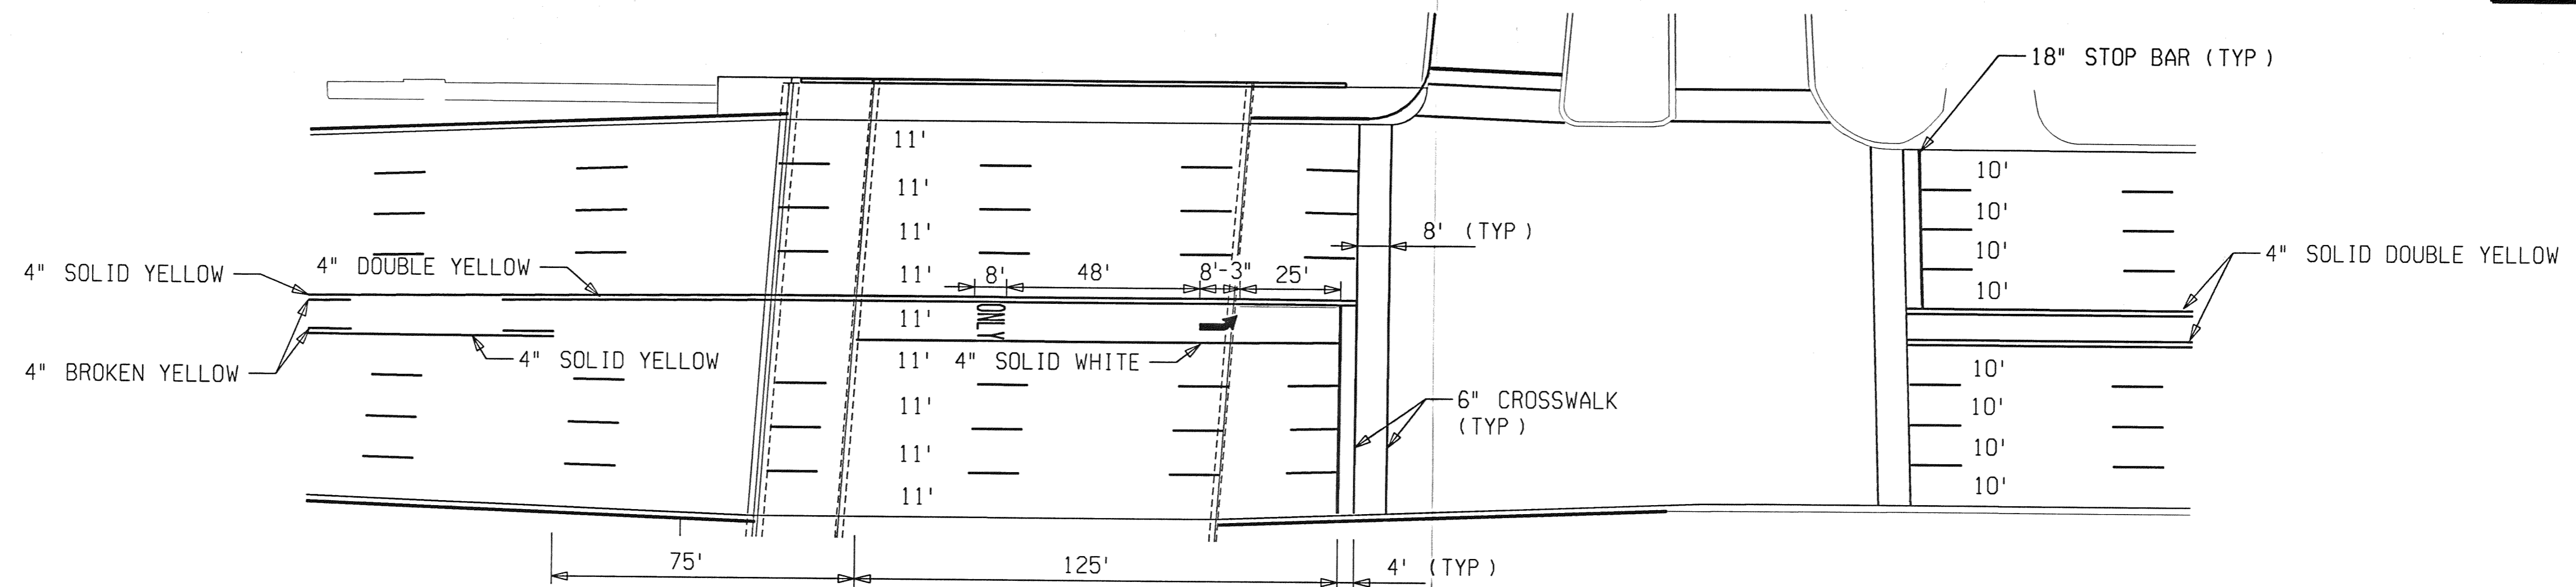 18" STOP BAR (TYP)
11'
10'
11'
10'
11'
8' (TYP)
10'
4" SOLID YELLOW
4" DOUBLE YELLOW
11'
8'
48'
8'-3"
25'
4" SOLID DOUBLE YELLOW
10'
11'
ONLY
4" SOLID YELLOW
11'
4" SOLID WHITE
4" BROKEN YELLOW
10'
11'
6" CROSSWALK
(TYP)
10'
11'
10'
11'
10'
75'
125'
4' (TYP)